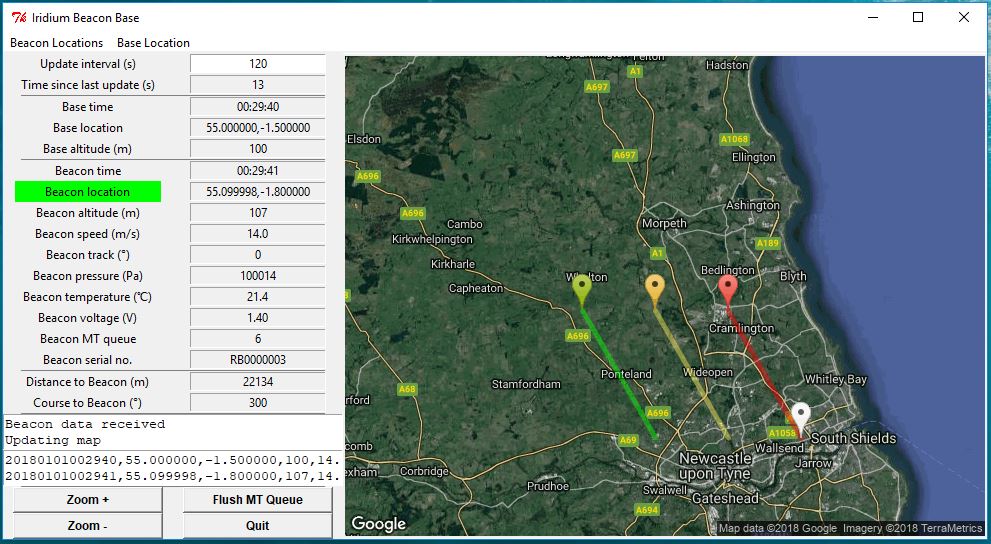 Iridium Beacon Base
Beacon Locations Base Location
Update interval (s) 120
Time since last update (s) 13
Base time 00:29:40
Base location 55.000000,-1.500000
Base altitude (m) 100
Beacon time 00:29:41
Beacon location 55.099998,-1.800000
Beacon altitude (m) 107
Beacon speed (m/s) 14.0
Beacon track (°) 0
Beacon pressure (Pa) 100014
Beacon temperature (℃) 21.4
Beacon voltage (V) 1.40
Beacon MT queue 6
Beacon serial no. RB0000003
Distance to Beacon (m) 22134
Course to Beacon (°) 300
Beacon data received
Updating map
20180101002940,55.000000,-1.500000,100,14.
20180101002941,55.099998,-1.800000,107,14.
Zoom + Flush MT Queue
Zoom - Quit
Felton
Hadston
A1
A697
Elsdon
A1068
A697
Ellington
A696
Ashington
A696
Cambo
Morpeth
Kirkwhelpington
A189
A1
Kirkharle
Bedlington
Blyth
Capheaton
Cramlington
A696
Ponteland
Wideopen
Stamfordham
Whitley Bay
A68
rford
A696
A1058
A69
Wallsend
South Shields
comb
Newcastle
upon Tyne
Jarrow
exham
Corbridge
Prudhoe
Swalwell
Gateshead
A694
Google
Map data ©2018 Google Imagery ©2018 TerraMetrics